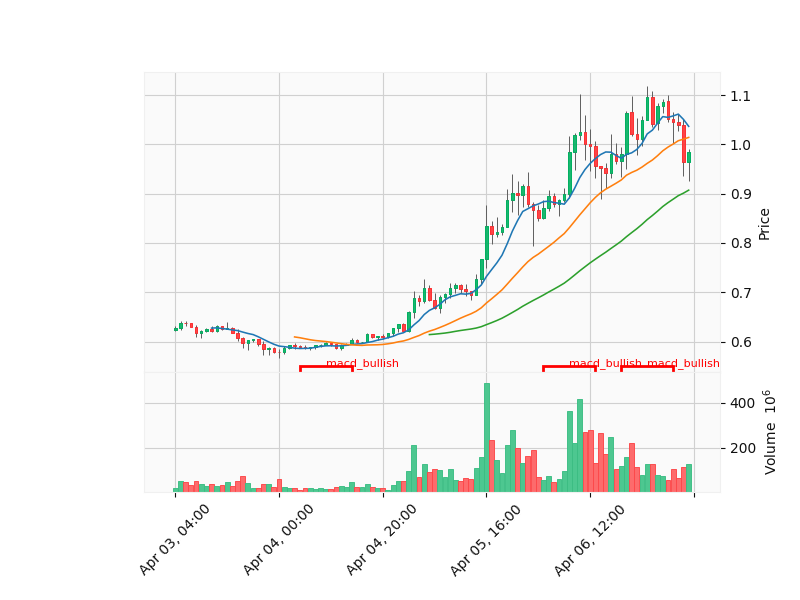 1.1
1.0
0.9
0.8
0.7
0.6
Price
macd_bullish
macd_bullish
macd_bullish
400
200
Volume 10^6
Apr 03, 04:00
Apr 04, 00:00
Apr 04, 20:00
Apr 05, 16:00
Apr 06, 12:00